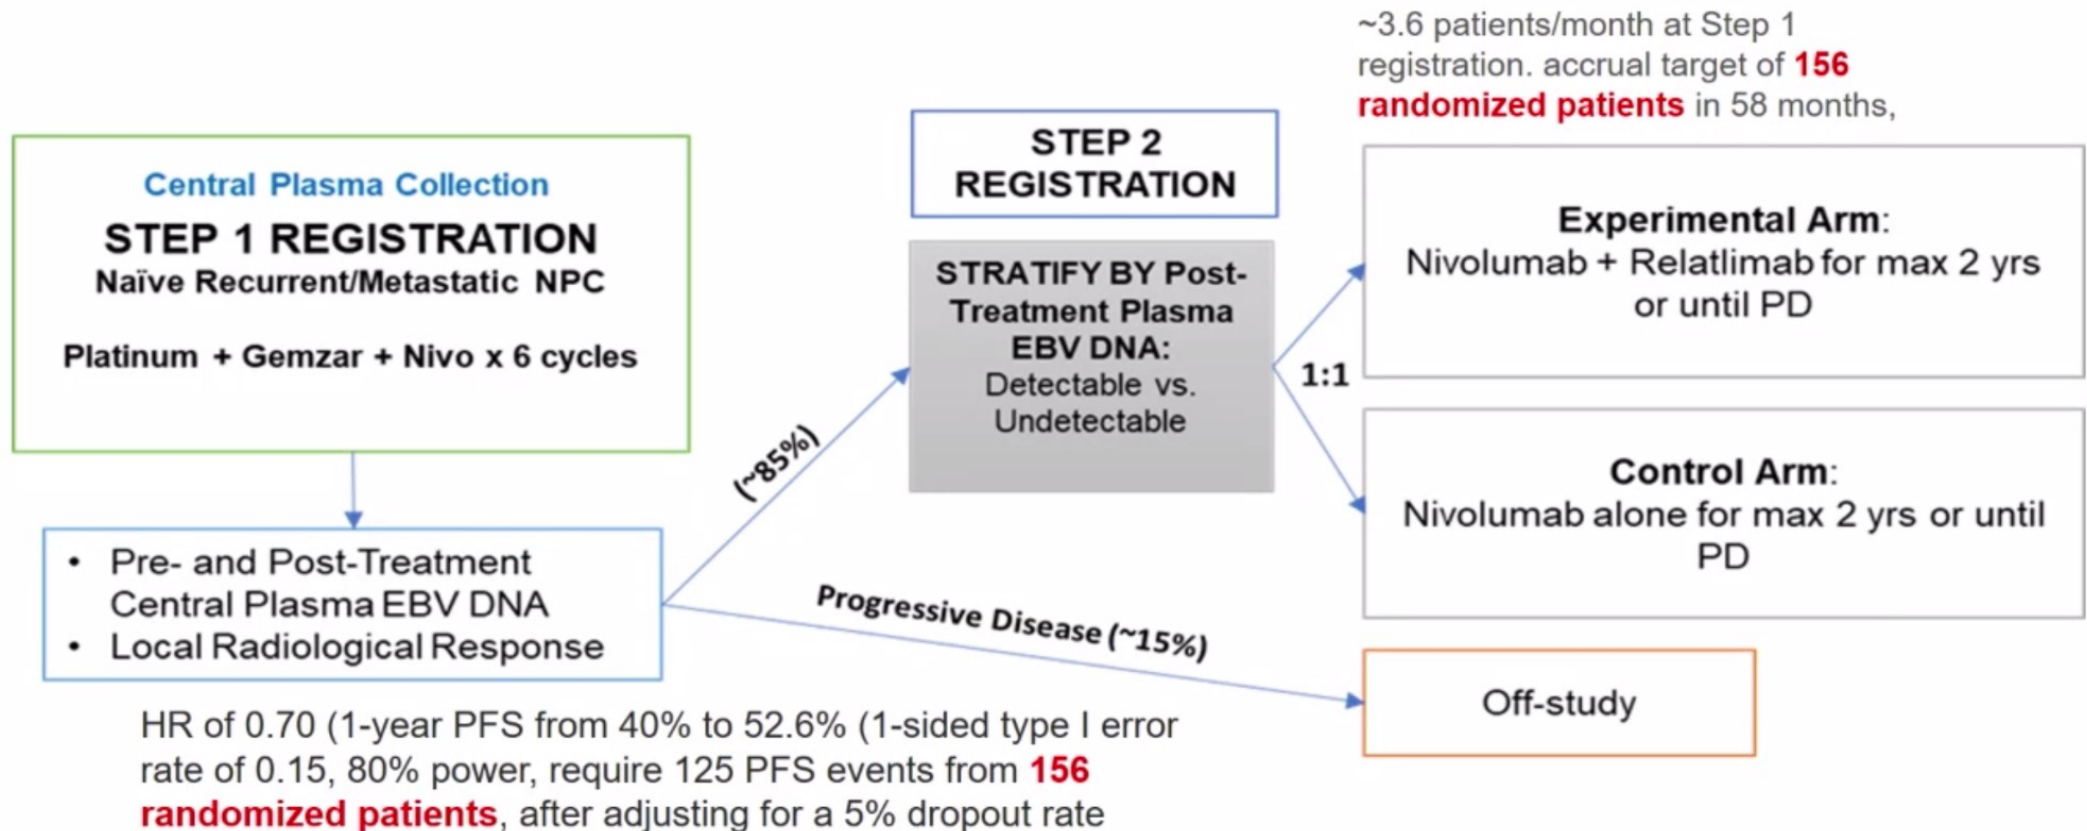 ~3.6 patients/month at Step 1
registration. accrual target of 156
randomized patients in 58 months,
Central Plasma Collection
STEP 1 REGISTRATION
Naïve Recurrent/Metastatic NPC
Platinum + Gemzar + Nivo x 6 cycles
• Pre- and Post-Treatment
Central Plasma EBV DNA
• Local Radiological Response
(~85%)
Progressive Disease (~15%)
STEP 2
REGISTRATION
STRATIFY BY Post-
Treatment Plasma
EBV DNA:
Detectable vs.
Undetectable
1:1
Experimental Arm:
Nivolumab + Relatlimab for max 2 yrs
or until PD
Control Arm:
Nivolumab alone for max 2 yrs or until
PD
Off-study
HR of 0.70 (1-year PFS from 40% to 52.6% (1-sided type I error
rate of 0.15, 80% power, require 125 PFS events from 156
randomized patients, after adjusting for a 5% dropout rate